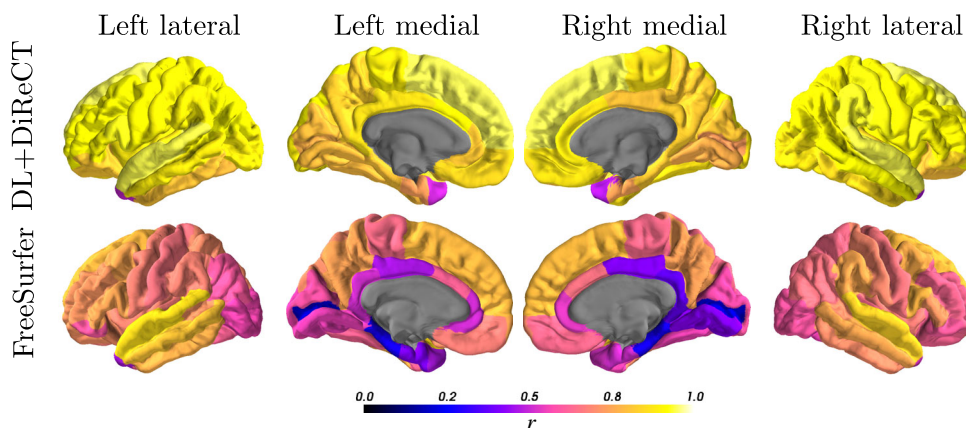 Left lateral Left medial Right medial Right lateral
DL+DiReCT
FreeSurfer
0.0 0.2 0.5 0.8 1.0
r